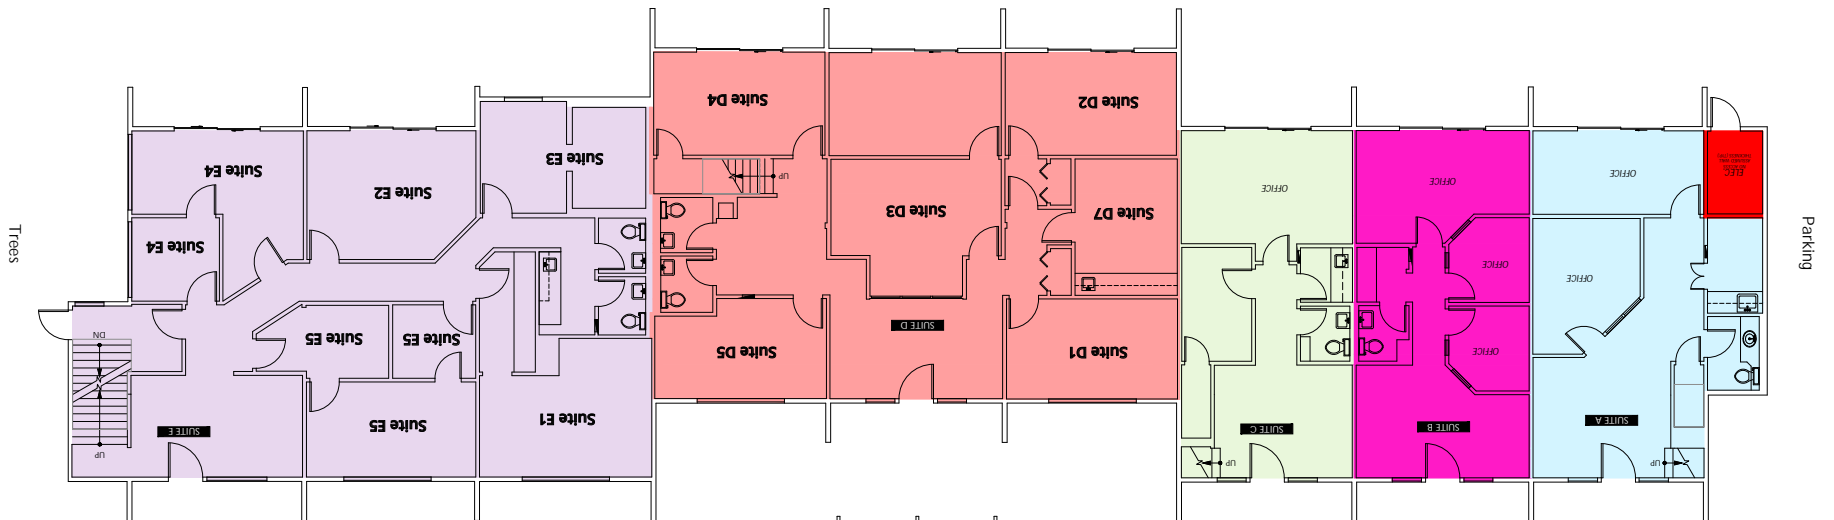 Suite D4
Suite D2
Suite E3
Suite E4
Suite E2
UP
Suite D3
Suite D7
OFFICE
OFFICE
OFFICE
ELEC
Trees
Parking
Suite E4
OFFICE
OFFICE
DN
Suite E5
Suite E5
Suite D5
SUITE D
Suite D1
OFFICE
Suite E5
Suite E1
SUITE E
SUITE C
SUITE B
SUITE A
UP
UP
UP